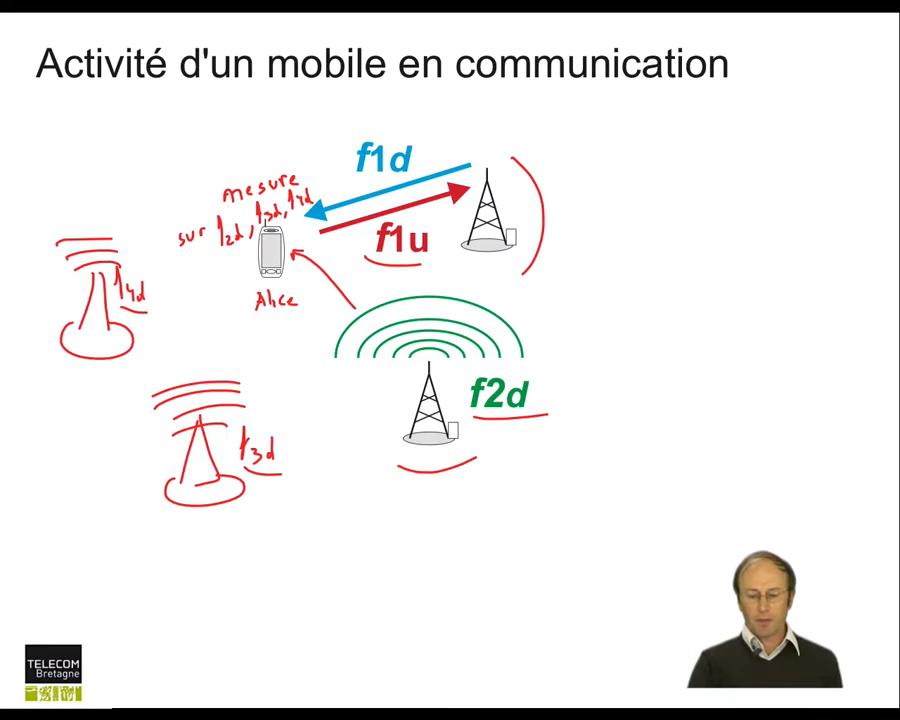 Activité d'un mobile en communication
f1d
mesure
sur f2d, f3d, f4d
f1u
f4d
Alice
f2d
f3d
TELECOM
Bretagne